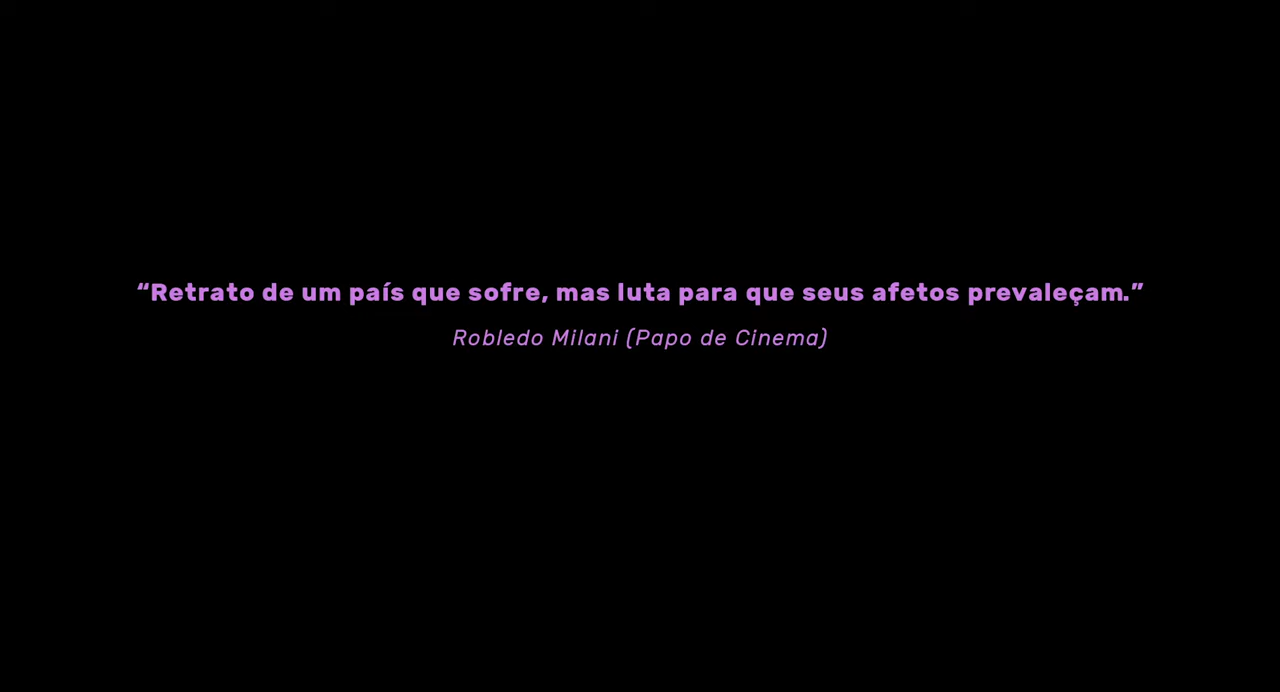 “Retrato de um país que sofre, mas luta para que seus afetos prevaleçam.”
Robledo Milani (Papo de Cinema)